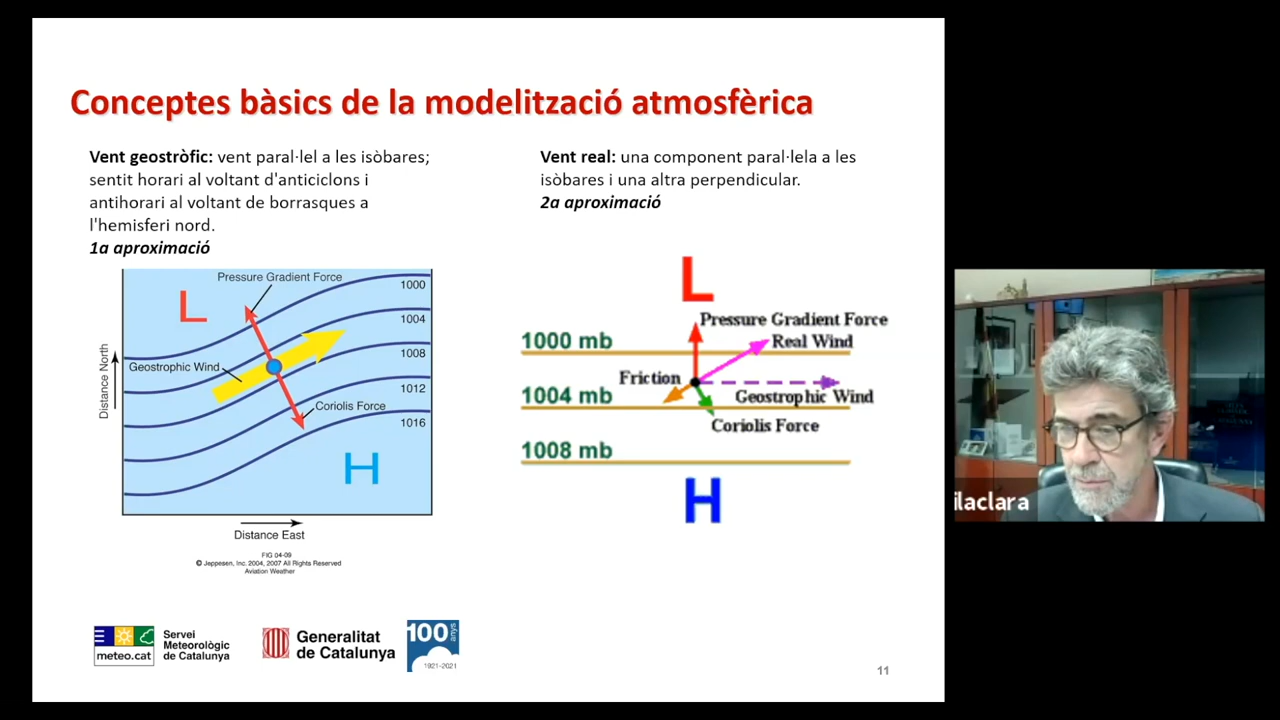 Conceptes bàsics de la modelització atmosfèrica
Vent geostròfic: vent paral·lel a les isòbares;
sentit horari al voltant d'anticiclons i
antihorari al voltant de borrasques a
l'hemisferi nord.
1a aproximació
Pressure Gradient Force
L
1000
1004
1008
1012
1016
Geostrophic Wind
Coriolis Force
H
Distance North
Distance East
FIG 04-09
© Jeppesen, Inc. 2004, 2007 All Rights Reserved
Aviation Weather
Vent real: una component paral·lela a les
isòbares i una altra perpendicular.
2a aproximació
L
Pressure Gradient Force
1000 mb
Real Wind
Friction
1004 mb
Geostrophic Wind
Coriolis Force
1008 mb
H
ilaclara
meteo.cat
Servei
Meteorològic
de Catalunya
Generalitat
de Catalunya
100
anys
1921-2021
11